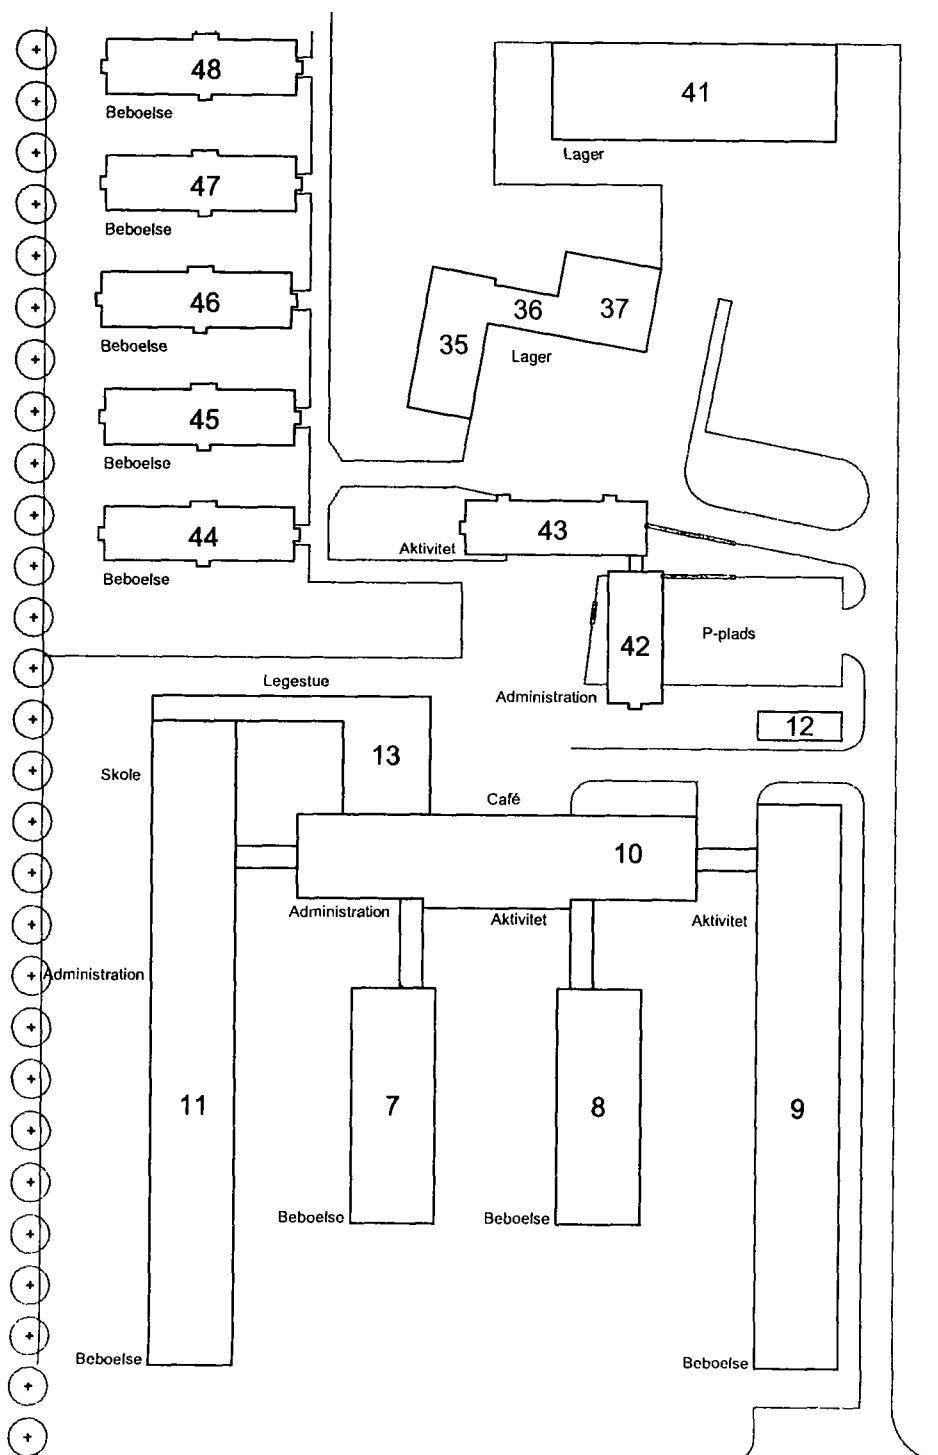 48
Beboelse
41
Lager
47
Beboelse
46
Beboelse
35
36
37
Lager
45
Beboelse
44
Beboelse
43
Aktivitet
42
P-plads
Administration
12
Legestue
13
Skole
Café
10
Administration
Aktivitet
Aktivitet
Administration
11
7
8
9
Beboelse
Beboelse
Beboelse
Beboelse